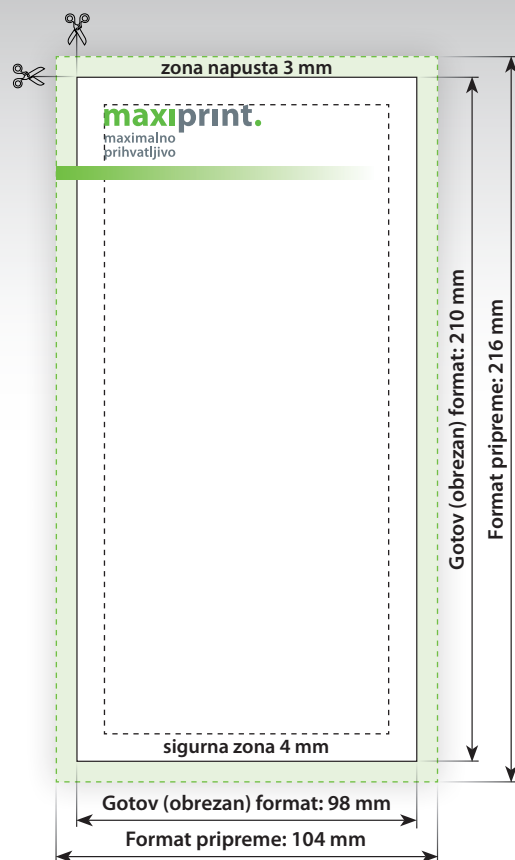 zona napusta 3 mm
maxiprint.
maximalno
prihvatljivo
Gotov (obrezan) format: 210 mm
Format pripreme: 216 mm
sigurna zona 4 mm
Gotov (obrezan) format: 98 mm
Format pripreme: 104 mm